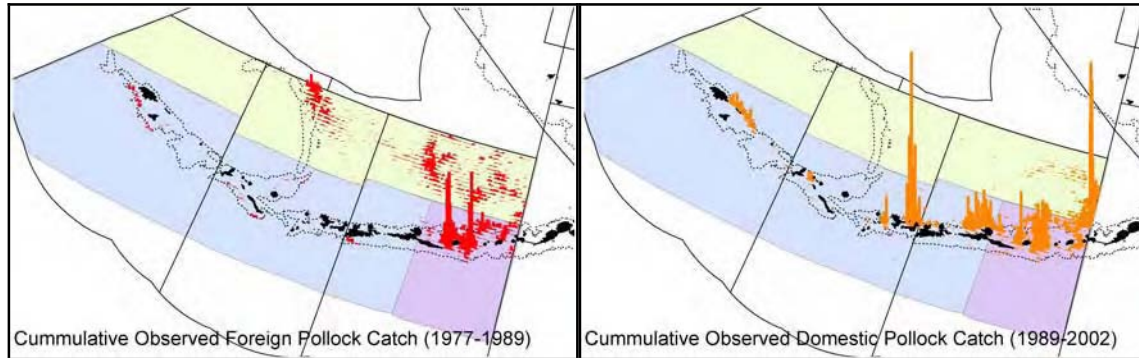 Cummulative Observed Foreign Pollock Catch (1977-1989)
Cummulative Observed Domestic Pollock Catch (1989-2002)